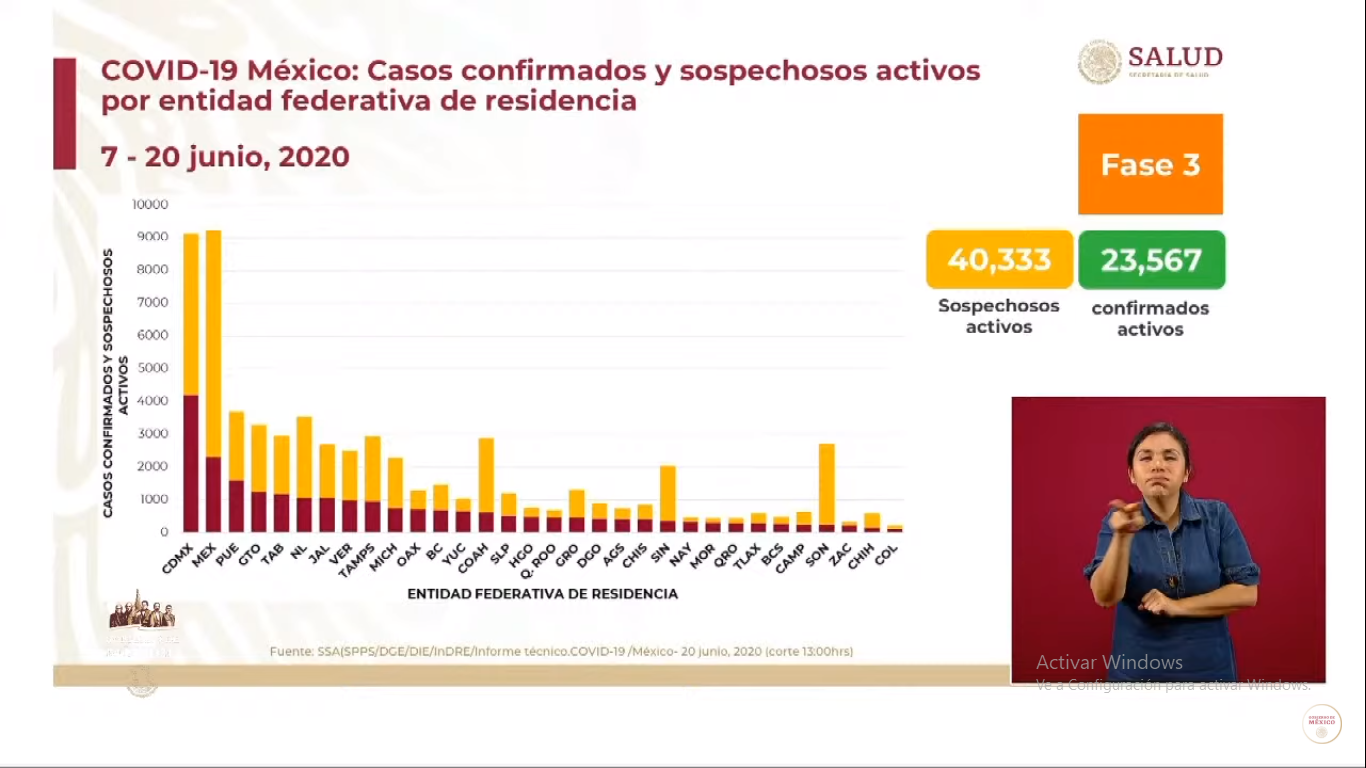 COVID-19 México: Casos confirmados y sospechosos activos
por entidad federativa de residencia
7 - 20 junio, 2020
SALUD
SECRETARÍA DE SALUD
Fase 3
40,333
23,567
Sospechosos
activos
confirmados
activos
CASOS CONFIRMADOS Y SOSPECHOSOS
ACTIVOS
10000
9000
8000
7000
6000
5000
4000
3000
2000
1000
0
CDMX MEX PUE GTO TAB NL JAL VER TAMPS MICH OAX BC YUC COAH SLP HGO Q. ROO GRO DGO AGS CHIS SIN NAY MOR QRO TLAX BCS CAMP SON ZAC CHIH COL
ENTIDAD FEDERATIVA DE RESIDENCIA
Fuente: SSA(SPPS/DGE/DIE/InDRE/Informe técnico.COVID-19 /México- 20 junio, 2020 (corte 13:00hrs)
Activar Windows
Ve a Configuración para activar Windows.
GOBIERNO DE
MÉXICO